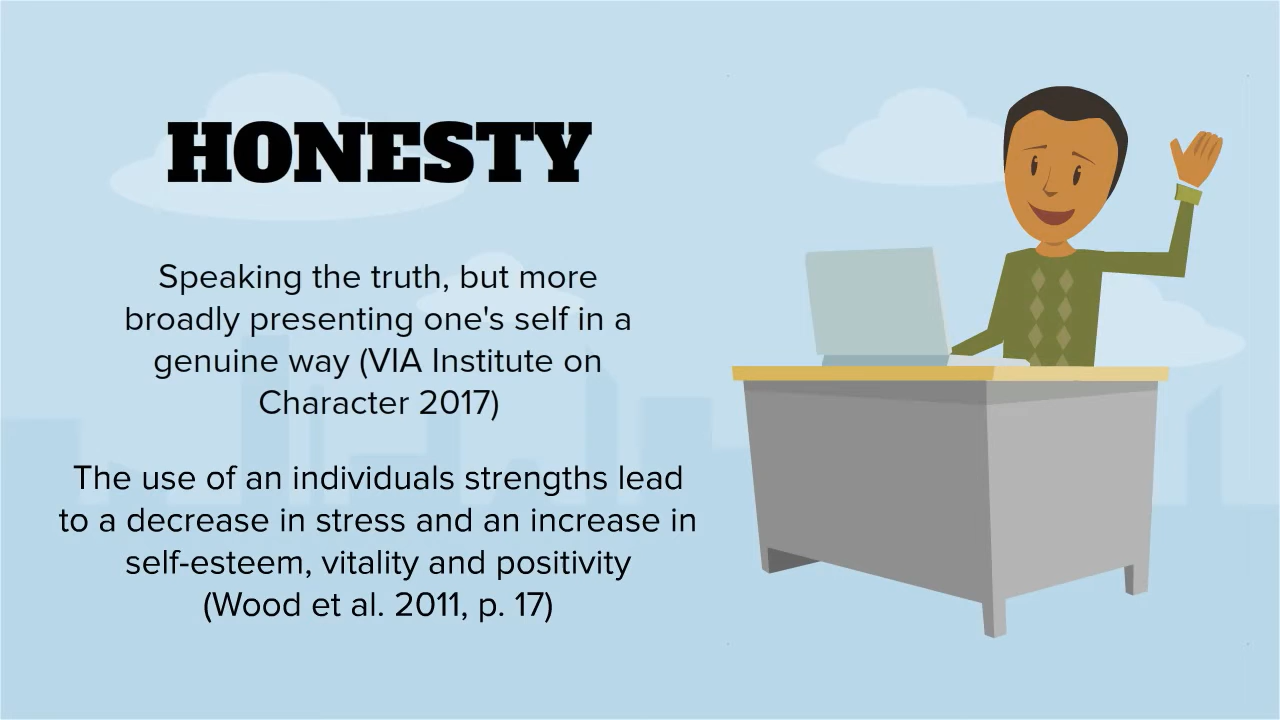 HONESTY
Speaking the truth, but more
broadly presenting one's self in a
genuine way (VIA Institute on
Character 2017)
The use of an individuals strengths lead
to a decrease in stress and an increase in
self-esteem, vitality and positivity
(Wood et al. 2011, p. 17)